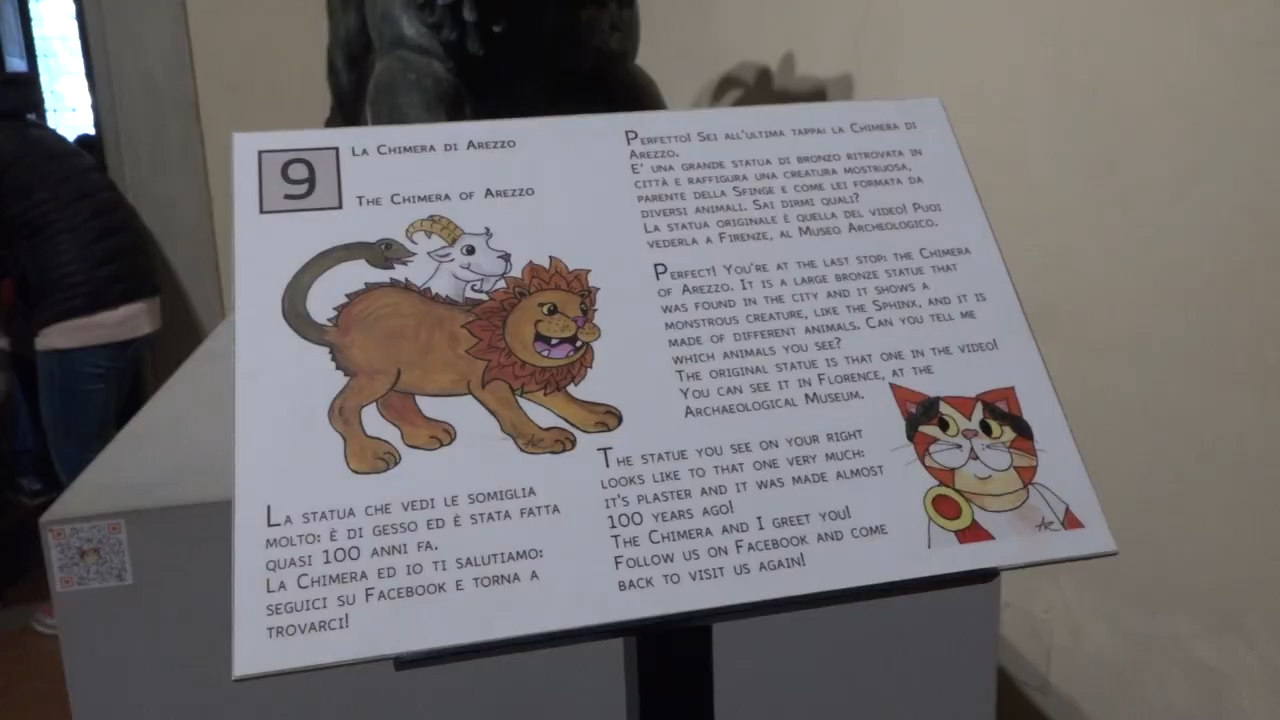 9
La Chimera di Arezzo
The Chimera of Arezzo
Perfetto! Sei all'ultima tappa: la Chimera di
Arezzo.
E' una grande statua di bronzo ritrovata in
città e raffigura una creatura mostruosa,
parente della Sfinge e come lei formata da
diversi animali. Sai dirmi quali?
La statua originale è quella del video! Puoi
vederla a Firenze, al Museo Archeologico.
Perfect! You're at the last stop: the Chimera
of Arezzo. It is a large bronze statue that
was found in the city and it shows a
monstrous creature, like the Sphinx, and it is
made of different animals. Can you tell me
which animals you see?
The original statue is that one in the video!
You can see it in Florence, at the
Archaeological Museum.
La statua che vedi le somiglia
molto: è di gesso ed è stata fatta
quasi 100 anni fa.
La Chimera ed io ti salutiamo:
seguici su Facebook e torna a
trovarci!
The statue you see on your right
looks like to that one very much:
it's plaster and it was made almost
100 years ago!
The Chimera and I greet you!
Follow us on Facebook and come
back to visit us again!